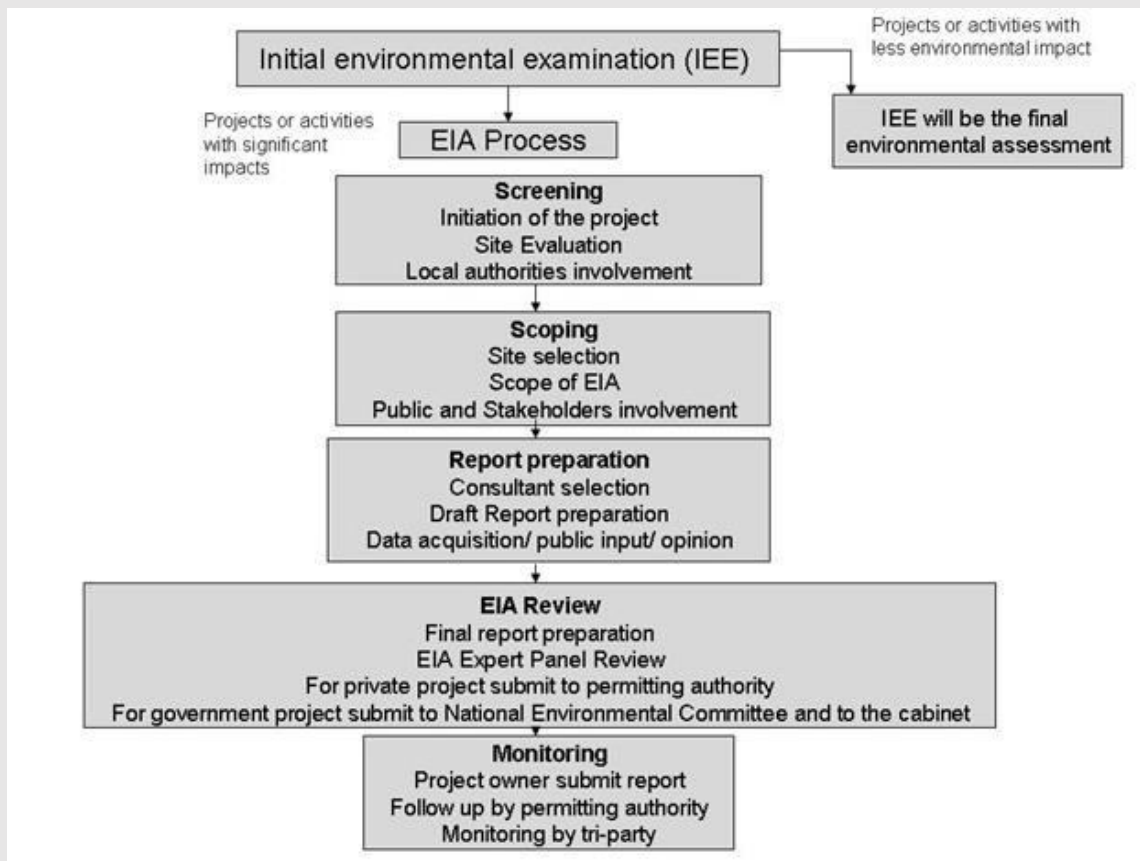 Projects or activities with
less environmental impact
Initial environmental examination (IEE)
IEE will be the final
environmental assessment
Projects or activities
with significant
impacts
EIA Process
Screening
Initiation of the project
Site Evaluation
Local authorities involvement
Scoping
Site selection
Scope of EIA
Public and Stakeholders involvement
Report preparation
Consultant selection
Draft Report preparation
Data acquisition/ public input/ opinion
EIA Review
Final report preparation
EIA Expert Panel Review
For private project submit to permitting authority
For government project submit to National Environmental Committee and to the cabinet
Monitoring
Project owner submit report
Follow up by permitting authority
Monitoring by tri-party